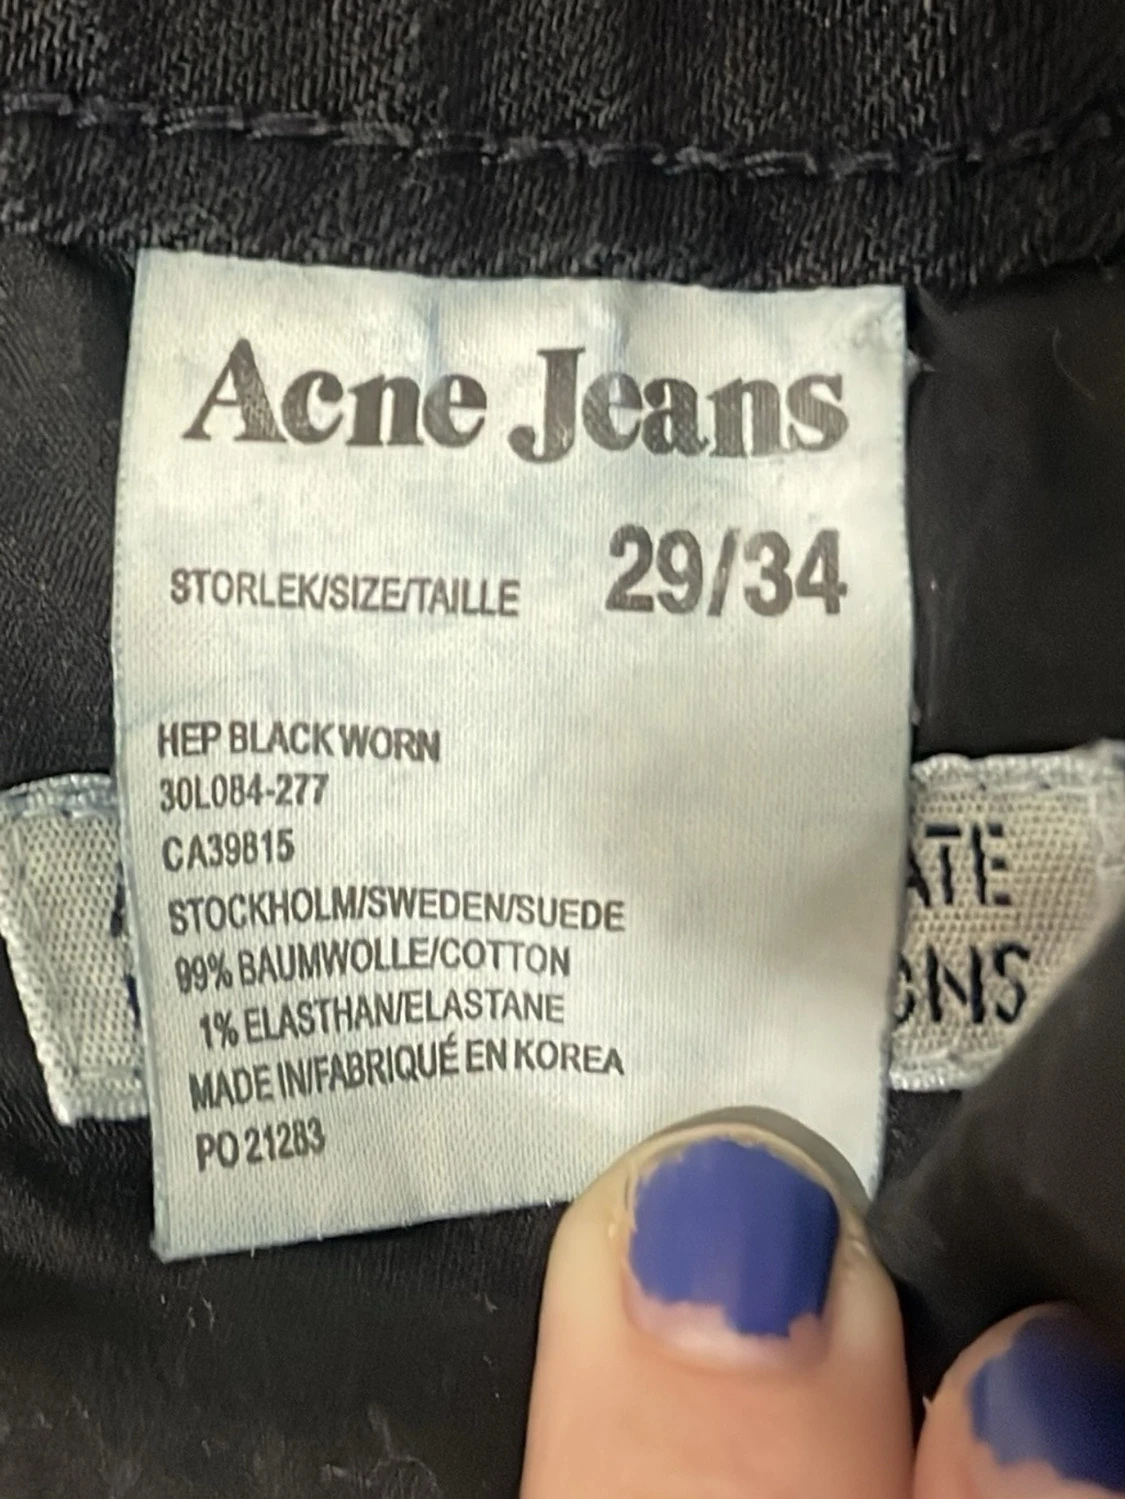 Acne Jeans
STORLEK/SIZE/TAILLE 29/34
HEP BLACK WORN
30L084-277
CA39815
STOCKHOLM/SWEDEN/SUEDE
99% BAUMWOLLE/COTTON
1% ELASTHAN/ELASTANE
MADE IN/FABRIQUÉ EN KOREA
PO 21283